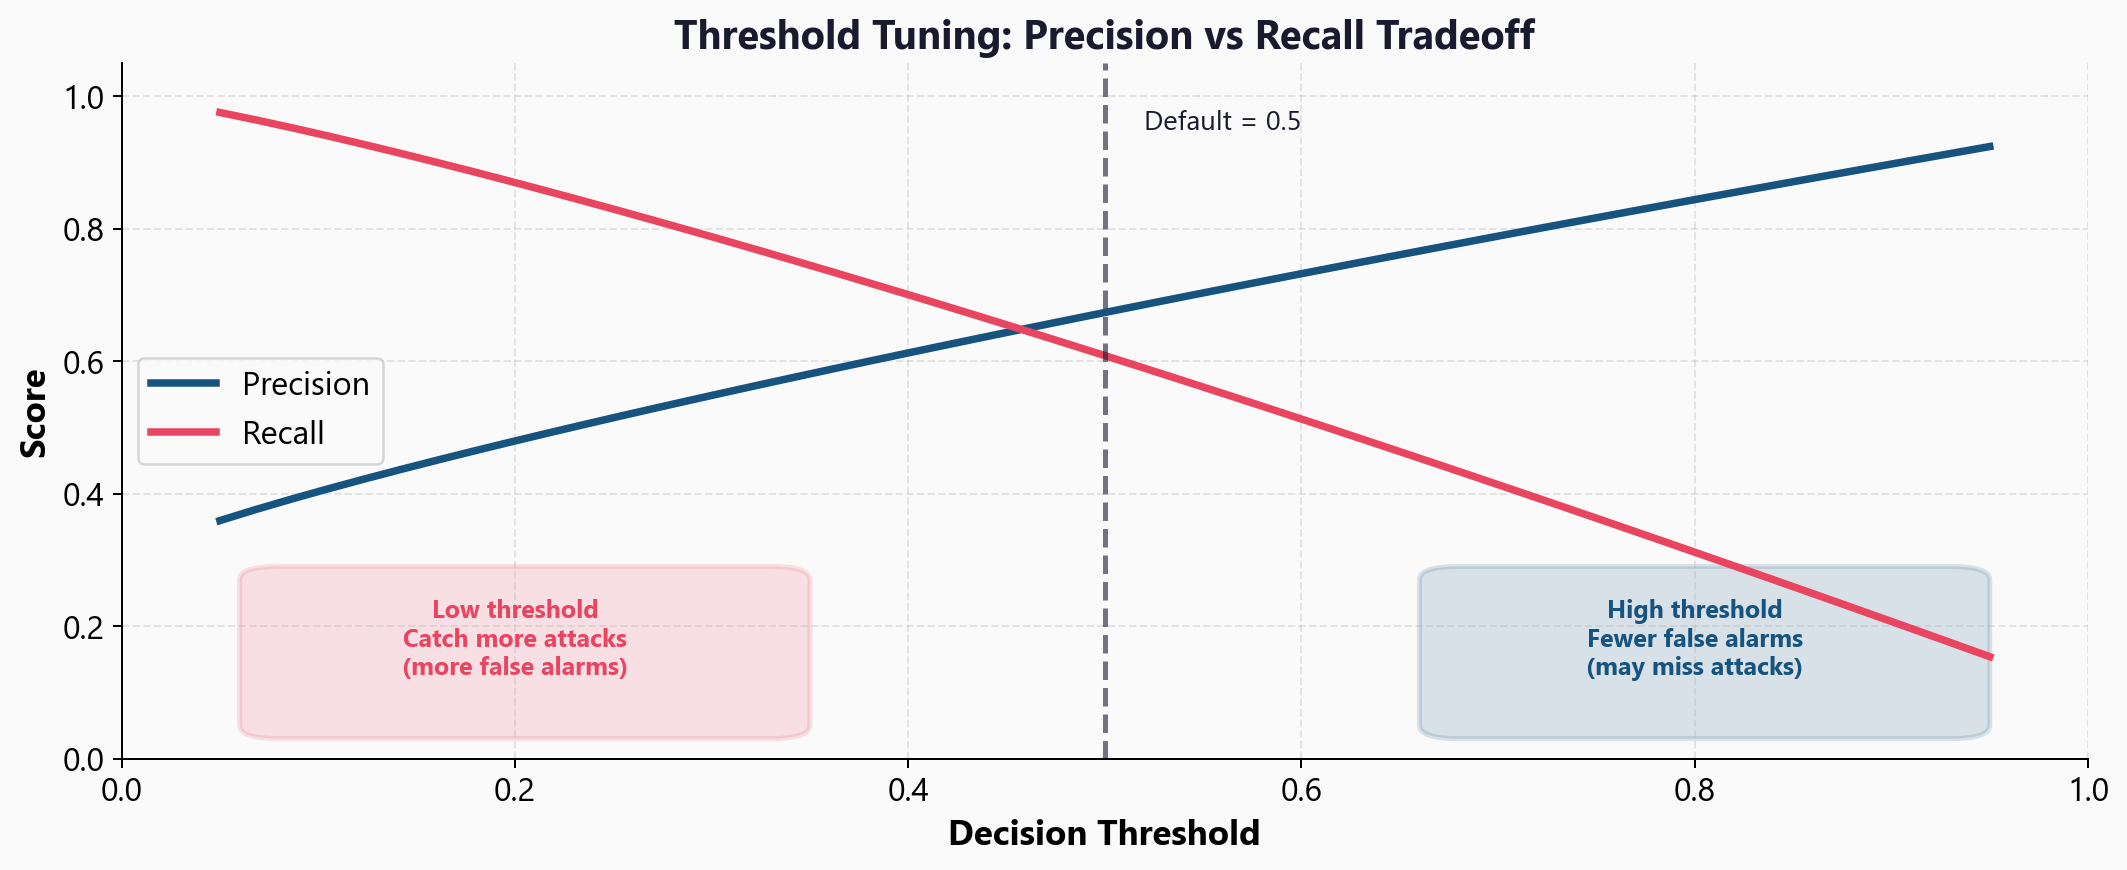 Threshold Tuning: Precision vs Recall Tradeoff
1.0
Default = 0.5
0.8
0.6
Precision
Recall
Score
0.4
Low threshold
Catch more attacks
(more false alarms)
High threshold
Fewer false alarms
(may miss attacks)
0.2
0.0
0.0
0.2
0.4
0.6
0.8
1.0
Decision Threshold